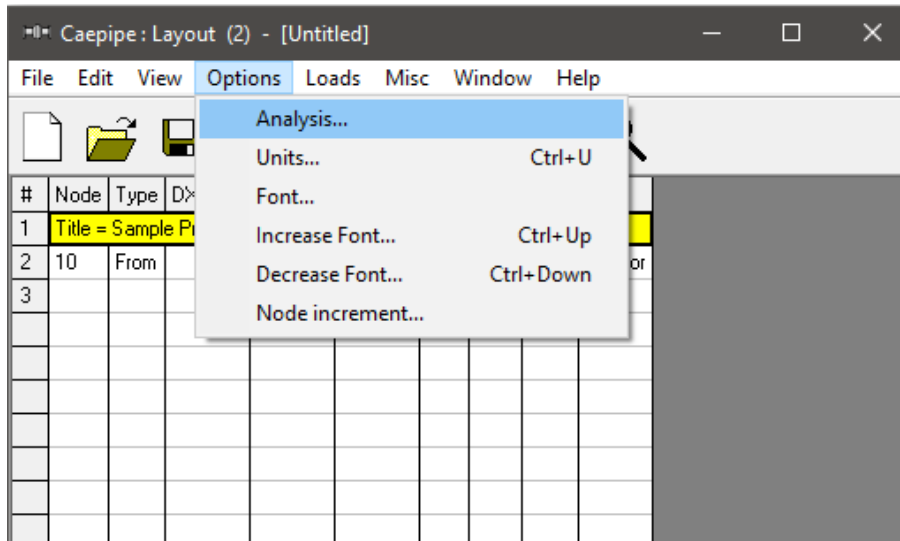 Caepipe : Layout (2) - [Untitled]
File Edit View Options Loads Misc Window Help
Analysis...
Units... Ctrl+U
Font...
Increase Font... Ctrl+Up
Decrease Font... Ctrl+Down
Node increment...
# Node Type
1 Title = Sample
2 10 From
3